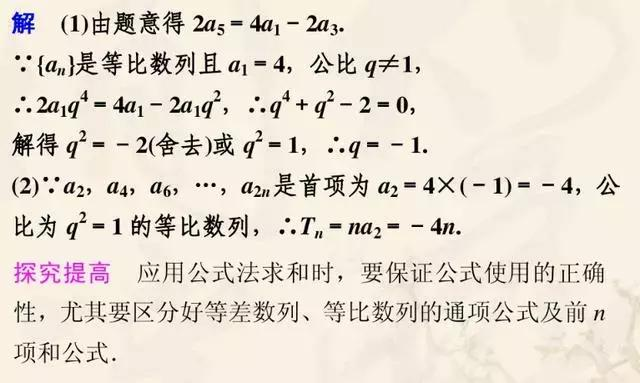 解 (1)由题意得 2a₅ = 4a₁ − 2a₃.
∵{aₙ}是等比数列且 a₁ = 4，公比 q≠1，
∴2a₁q⁴ = 4a₁ − 2a₁q²，∴q⁴ + q² − 2 = 0，
解得 q² = − 2(舍去)或 q² = 1，∴q = − 1.
(2)∵a₂，a₄，a₆，…，a₂ₙ是首项为 a₂ = 4×( − 1) = − 4，公
比为 q² = 1 的等比数列，∴Tₙ = na₂ = − 4n.
探究提高 应用公式法求和时，要保证公式使用的正确
性，尤其要区分好等差数列、等比数列的通项公式及前 n
项和公式．